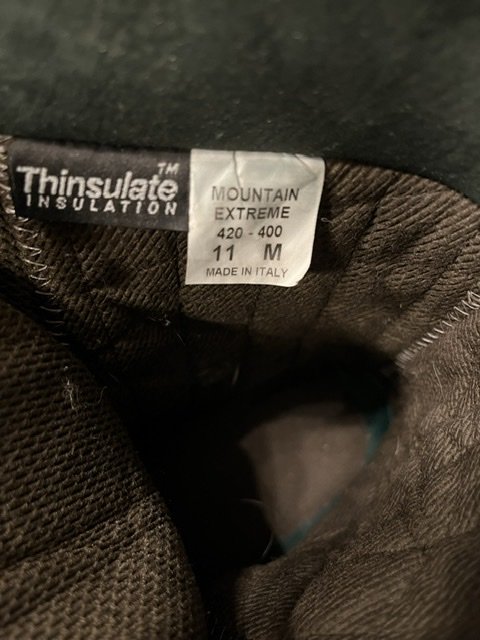 Thinsulate™
INSULATION
MOUNTAIN
EXTREME
420 - 400
11 M
MADE IN ITALY